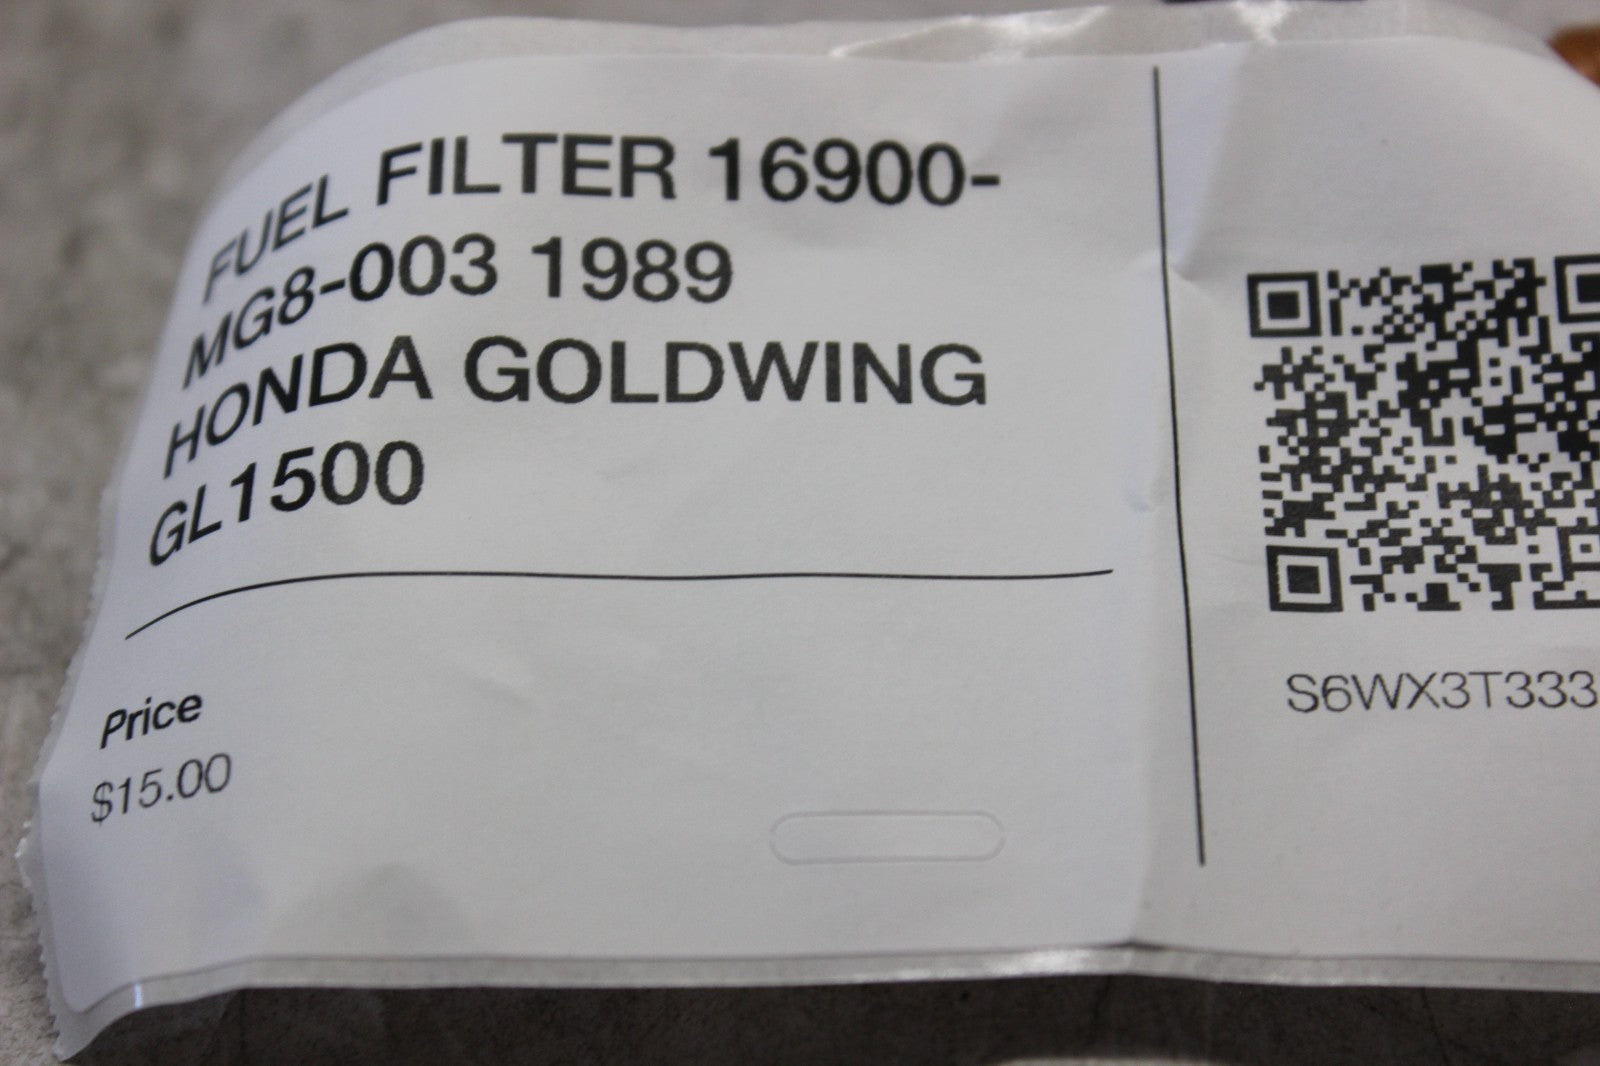 FUEL FILTER 16900-
MG8-003 1989
HONDA GOLDWING
GL1500
Price
$15.00
S6WX3T333